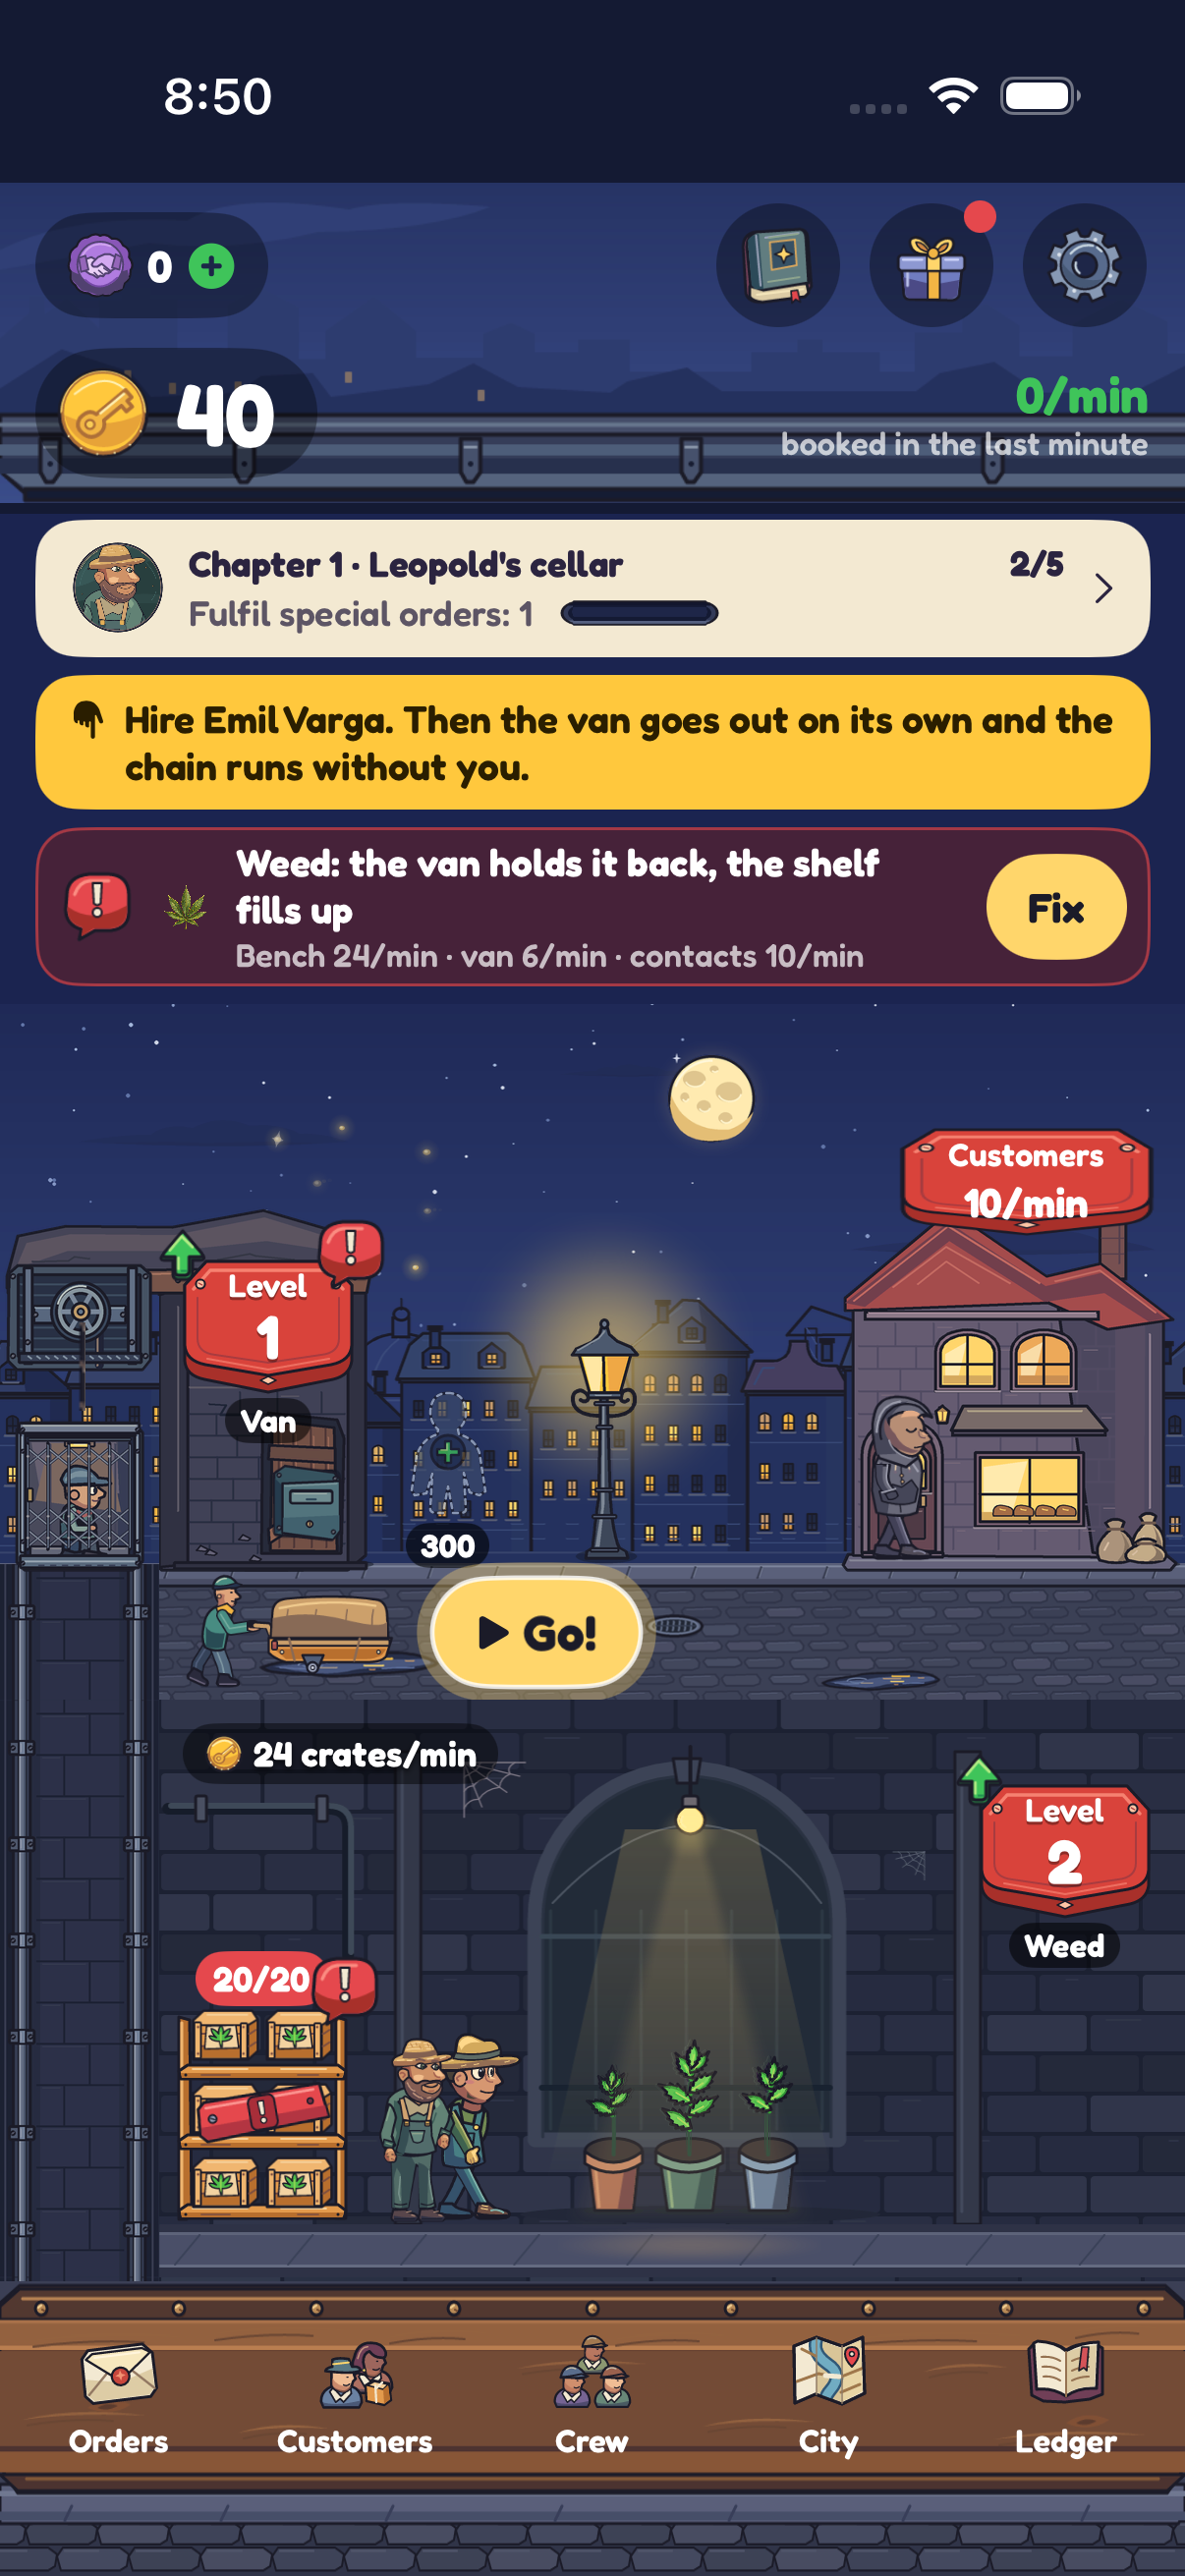 8:50
0
40
0/min
booked in the last minute
Chapter 1 · Leopold's cellar
2/5
Fulfil special orders: 1
Hire Emil Varga. Then the van goes out on its own and the
chain runs without you.
Weed: the van holds it back, the shelf
fills up
Bench 24/min · van 6/min · contacts 10/min
Fix
Customers
10/min
Level
1
Van
300
Go!
24 crates/min
Level
2
Weed
20/20
Orders
Customers
Crew
City
Ledger